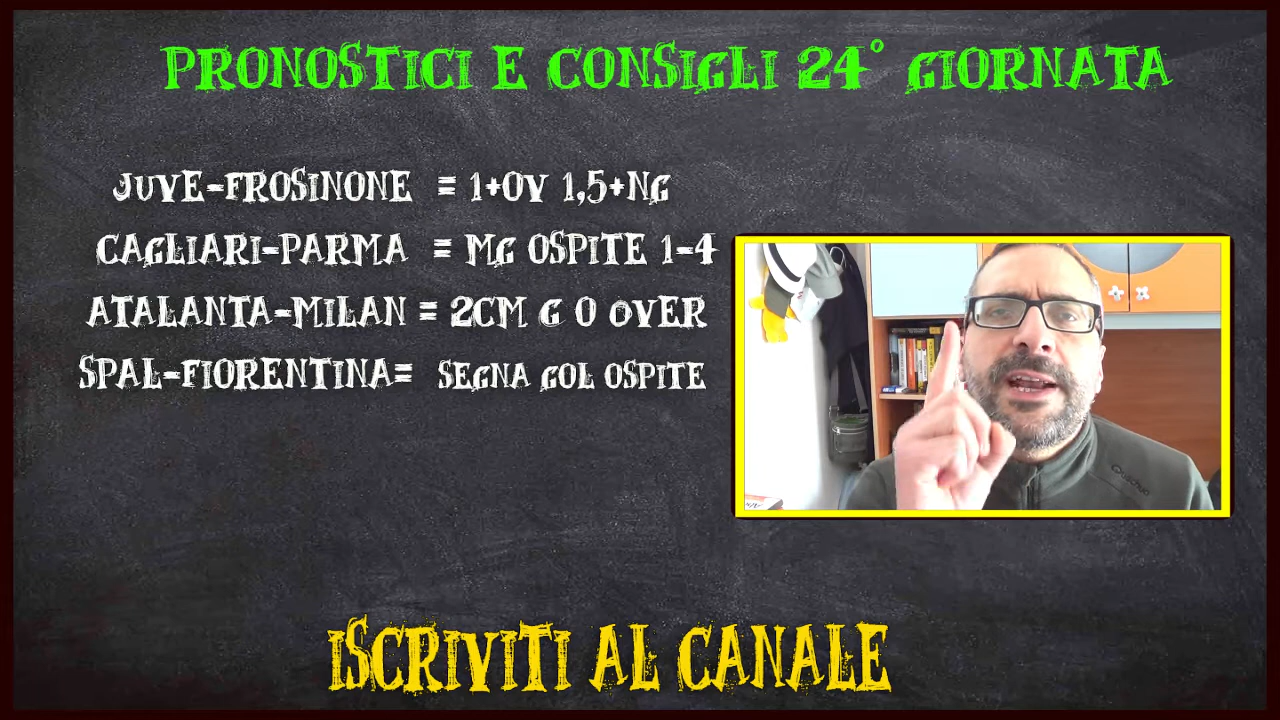 PRONOSTICI E CONSIGLI 24° GIORNATA
JUVE-FROSINONE = 1+OV 1,5+NG
CAGLIARI-PARMA = MG OSPITE 1-4
ATALANTA-MILAN = 2CM G O OVER
SPAL-FIORENTINA= SEGNA GOL OSPITE
ISCRIVITI AL CANALE